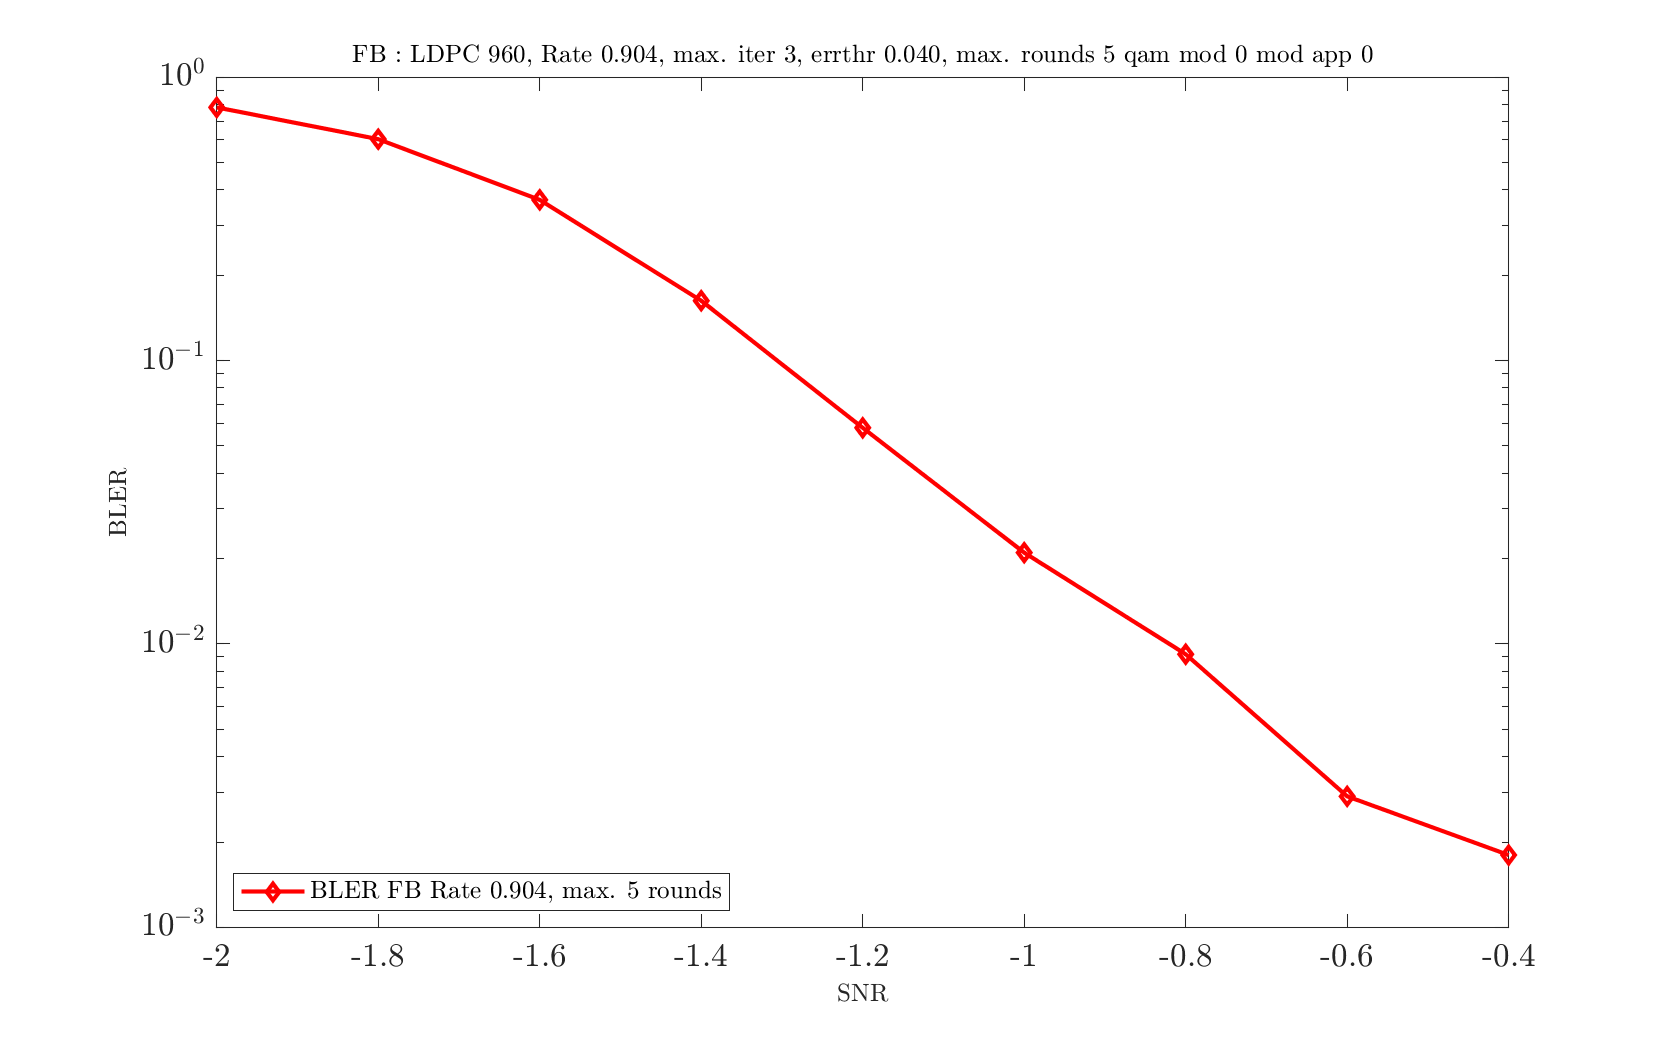 FB : LDPC 960, Rate 0.904, max. iter 3, errthr 0.040, max. rounds 5 qam mod 0 mod app 0
10^0
10^-1
10^-2
10^-3
BLER
BLER FB Rate 0.904, max. 5 rounds
-2 -1.8 -1.6 -1.4 -1.2 -1 -0.8 -0.6 -0.4
SNR